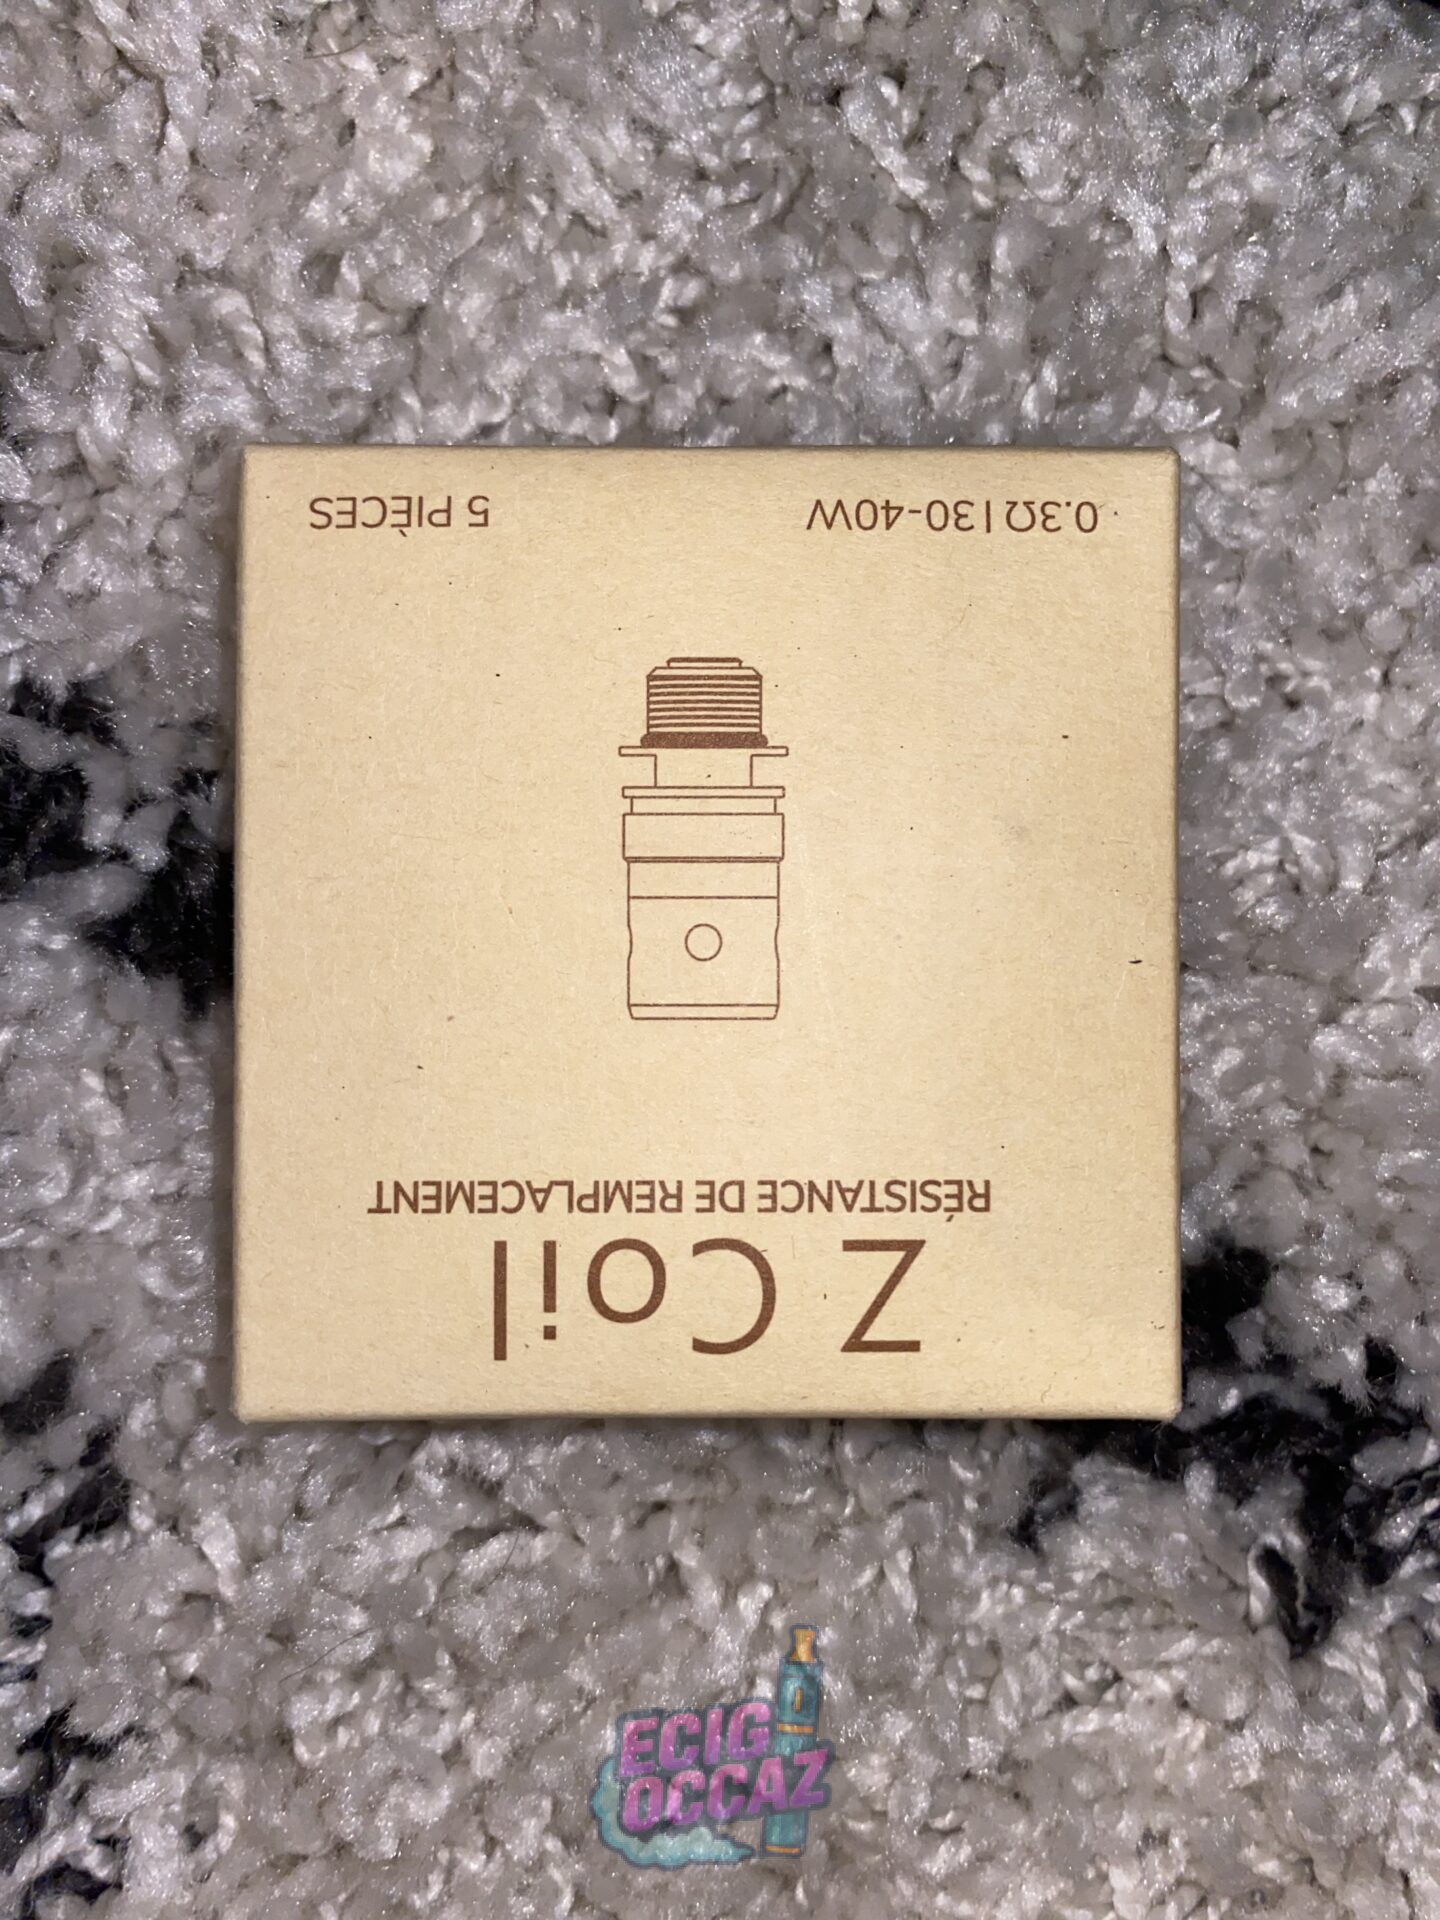 Z Coil
RÉSISTANCE DE REMPLACEMENT
0.3Ω | 30-40W
5 PIÈCES
ECIG
OCCAZ